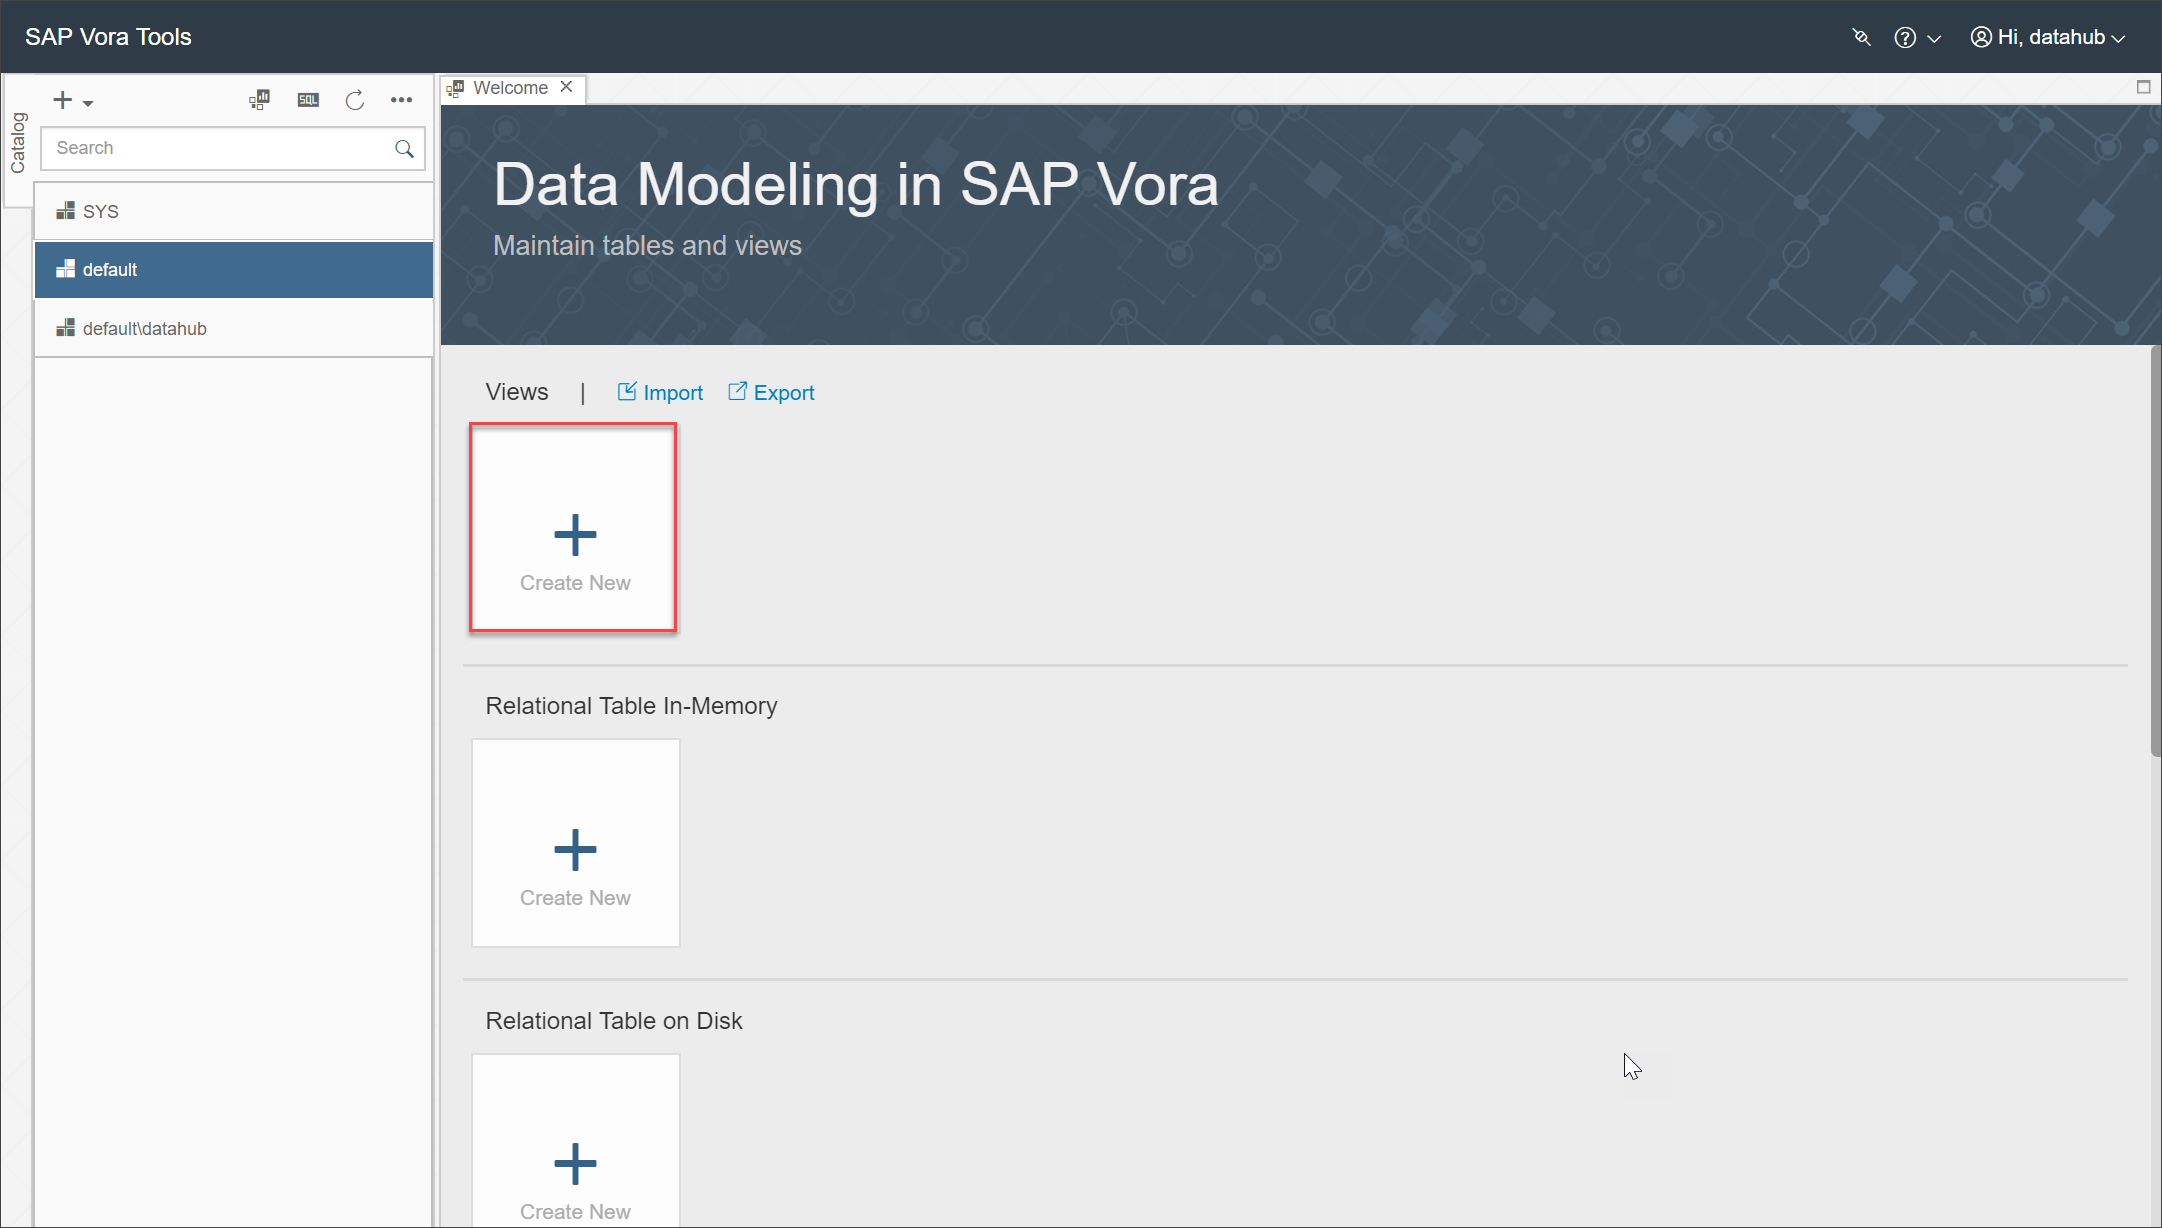 SAP Vora Tools
Hi, datahub
Catalog
SQL
Search
SYS
default
default\datahub
Welcome
Data Modeling in SAP Vora
Maintain tables and views
Views | Import Export
Create New
Relational Table In-Memory
Create New
Relational Table on Disk
Create New